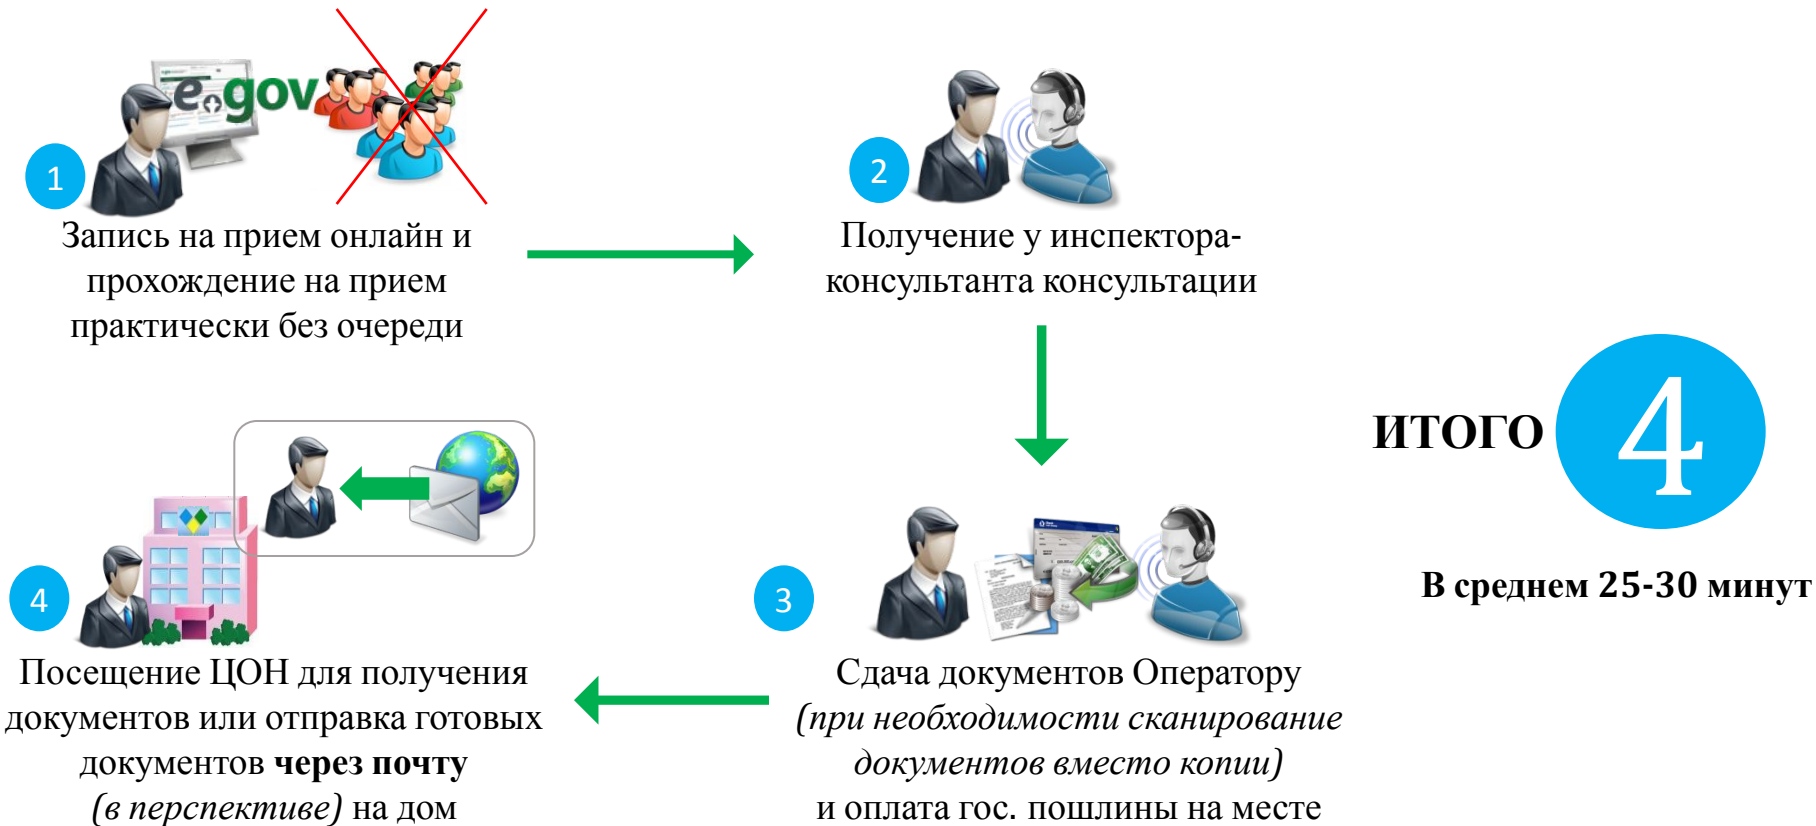 e.gov
1
Запись на прием онлайн и
прохождение на прием
практически без очереди
2
Получение у инспектора-
консультанта консультации
3
Сдача документов Оператору
(при необходимости сканирование
документов вместо копии)
и оплата гос. пошлины на месте
4
Посещение ЦОН для получения
документов или отправка готовых
документов через почту
(в перспективе) на дом
ИТОГО 4
В среднем 25-30 минут